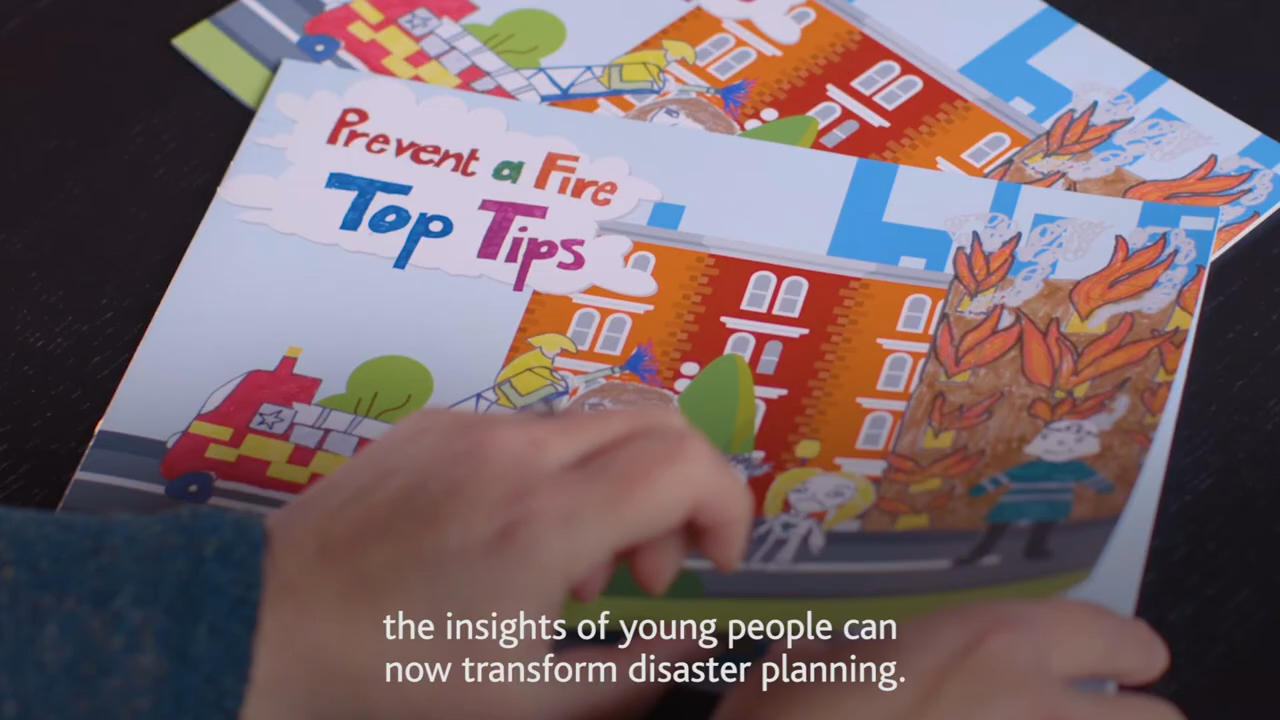 Prevent a Fire
Top Tips
the insights of young people can
now transform disaster planning.